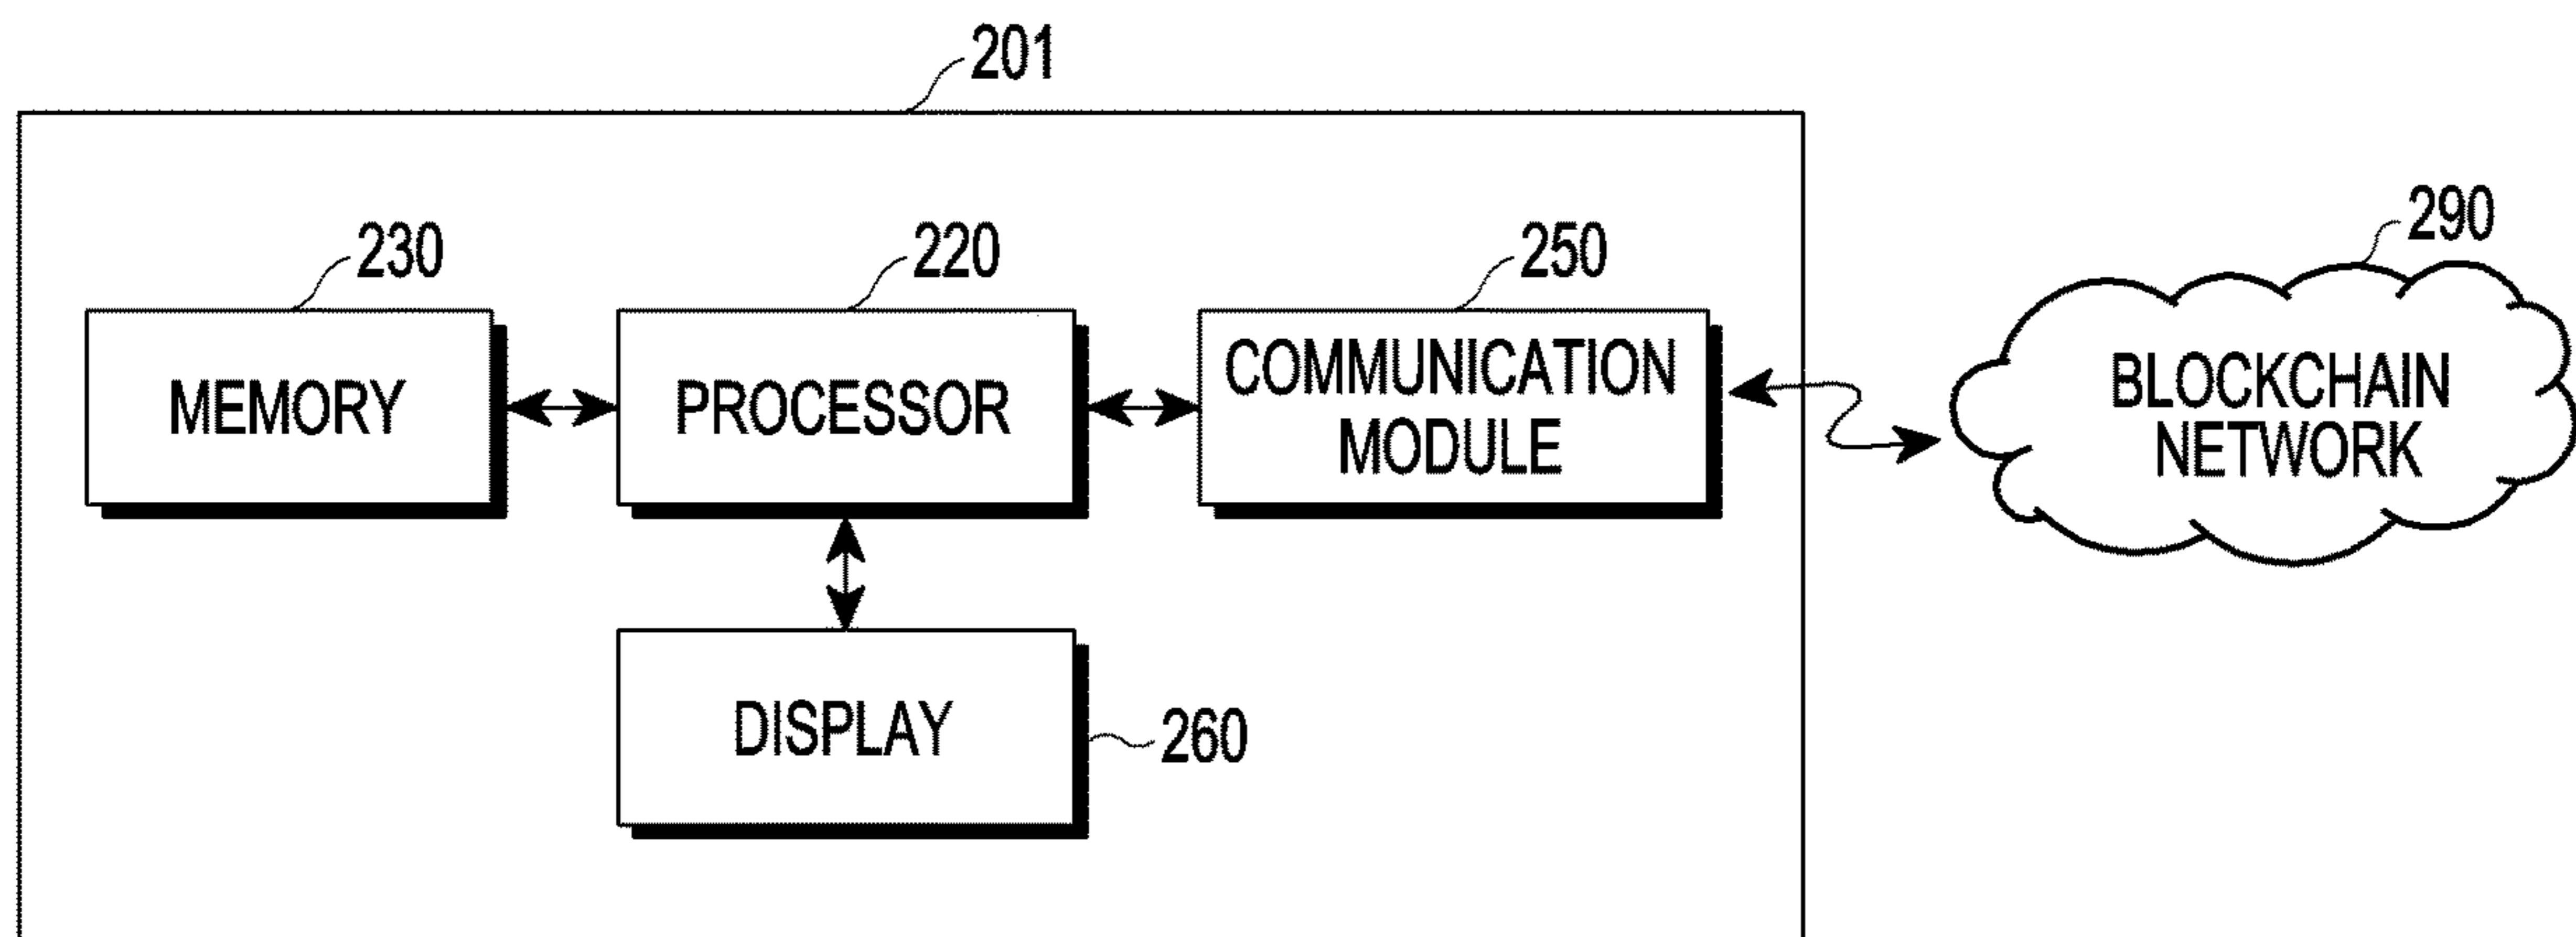 201
230
220
250
290
MEMORY
PROCESSOR
COMMUNICATION
MODULE
BLOCKCHAIN
NETWORK
DISPLAY
260